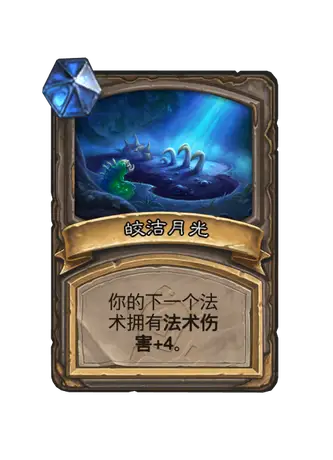 皎洁月光
你的下一个法
术拥有法术伤
害+4。